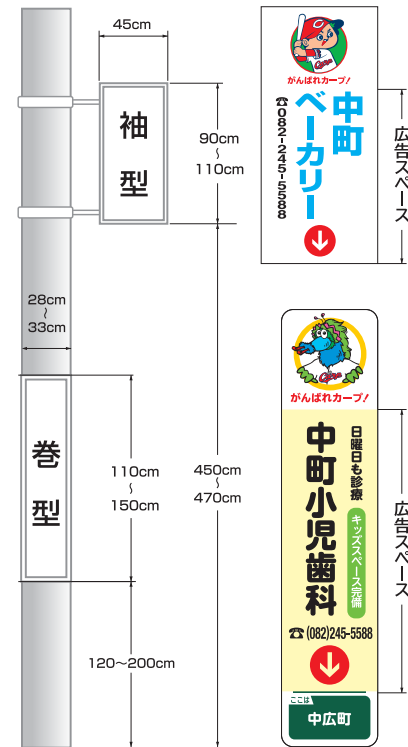 45cm
袖型
90cm
〜
110cm
28cm
〜
33cm
巻型
110cm
〜
150cm
450cm
〜
470cm
120〜200cm
Carp
がんばれカープ!
中町
ベーカリー
☎082-245-5588
広告スペース
Carp
がんばれカープ!
日曜日も診療
キッズスペース完備
中町小児歯科
☎(082)245-5588
広告スペース
ここは
中広町